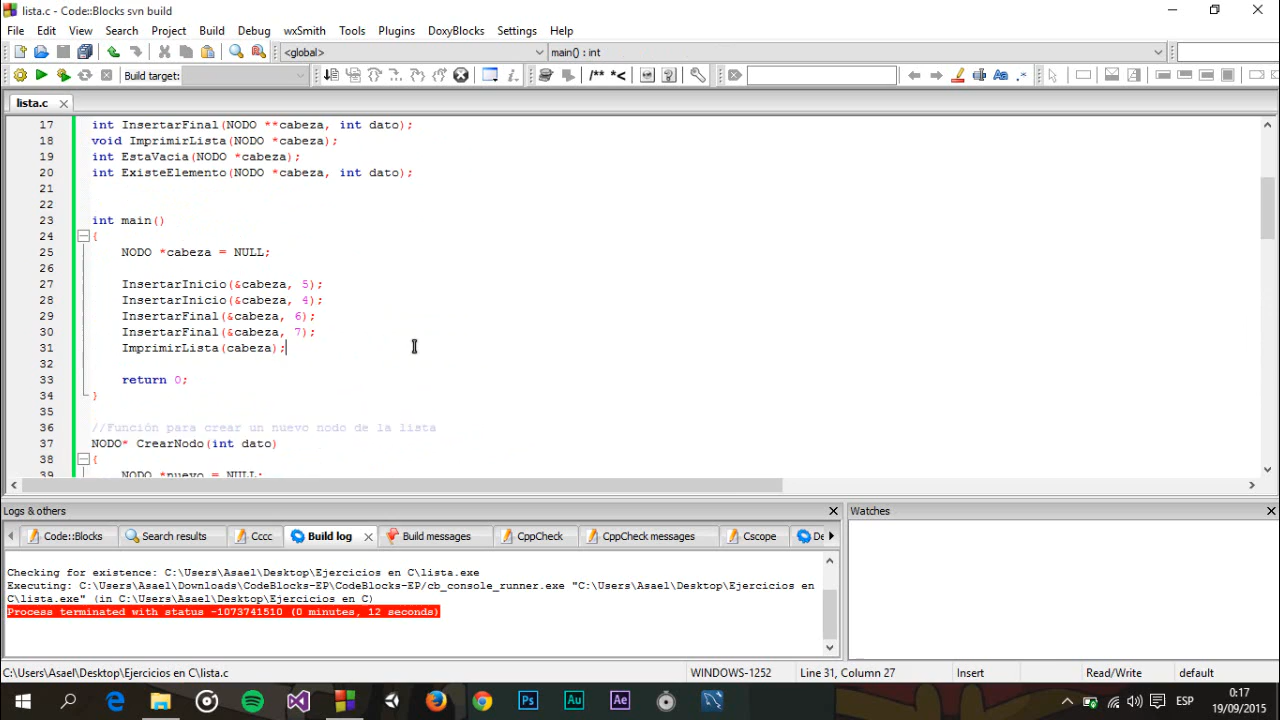 lista.c - Code::Blocks svn build
File Edit View Search Project Build Debug wxSmith Tools Plugins DoxyBlocks Settings Help
<global> main() : int
Build target: /** *<
lista.c
17 int InsertarFinal(NODO **cabeza, int dato);
18 void ImprimirLista(NODO *cabeza);
19 int EstaVacia(NODO *cabeza);
20 int ExisteElemento(NODO *cabeza, int dato);
21
22
23 int main()
24 {
25 NODO *cabeza = NULL;
26
27 InsertarInicio(&cabeza, 5);
28 InsertarInicio(&cabeza, 4);
29 InsertarFinal(&cabeza, 6);
30 InsertarFinal(&cabeza, 7);
31 ImprimirLista(cabeza);
32
33 return 0;
34 }
35
36 //Función para crear un nuevo nodo de la lista
37 NODO* CrearNodo(int dato)
38 {
39 NODO *nuevo = NULL;
Logs & others
Watches
Code::Blocks Search results Cccc Build log Build messages CppCheck CppCheck messages Cscope De
Checking for existence: C:\Users\Asael\Desktop\Ejercicios en C\lista.exe
Executing: C:\Users\Asael\Downloads\CodeBlocks-EP\CodeBlocks-EP/cb_console_runner.exe "C:\Users\Asael\Desktop\Ejercicios en
C\lista.exe" (in C:\Users\Asael\Desktop\Ejercicios en C)
Process terminated with status -1073741510 (0 minutes, 12 seconds)
C:\Users\Asael\Desktop\Ejercicios en C\lista.c WINDOWS-1252 Line 31, Column 27 Insert Read/Write default
Ps Au Ae ESP 0:17
19/09/2015